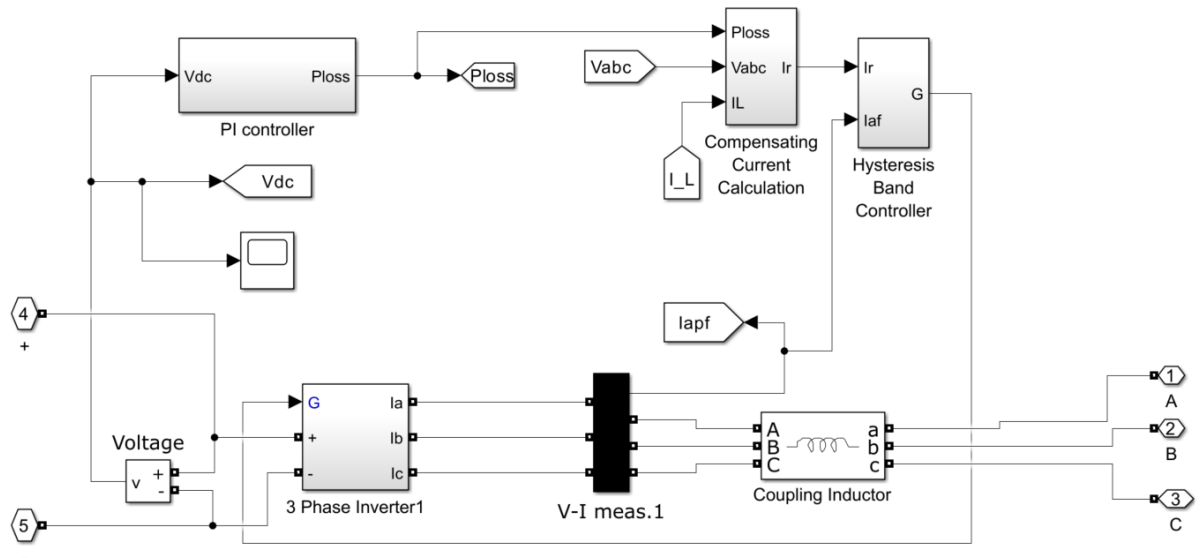 Vdc
Ploss
PI controller
Ploss
Vabc
I_L
Ploss
Vabc
IL
Ir
Compensating
Current
Calculation
Ir
Iaf
G
Hysteresis
Band
Controller
Vdc
4
+
Iapf
Voltage
v
+
-
5
G
+
-
Ia
Ib
Ic
3 Phase Inverter1
V-I meas.1
A
B
C
a
b
c
Coupling Inductor
1
A
2
B
3
C